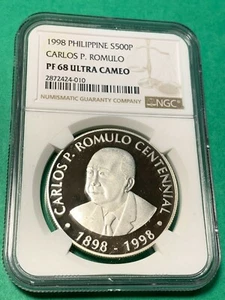 1998 PHILIPPINE S500P
CARLOS P. ROMULO
PF 68 ULTRA CAMEO
2872424-010
NUMISMATIC GUARANTY COMPANY
NGC
CARLOS P. ROMULO CENTENNIAL
1898 - 1998